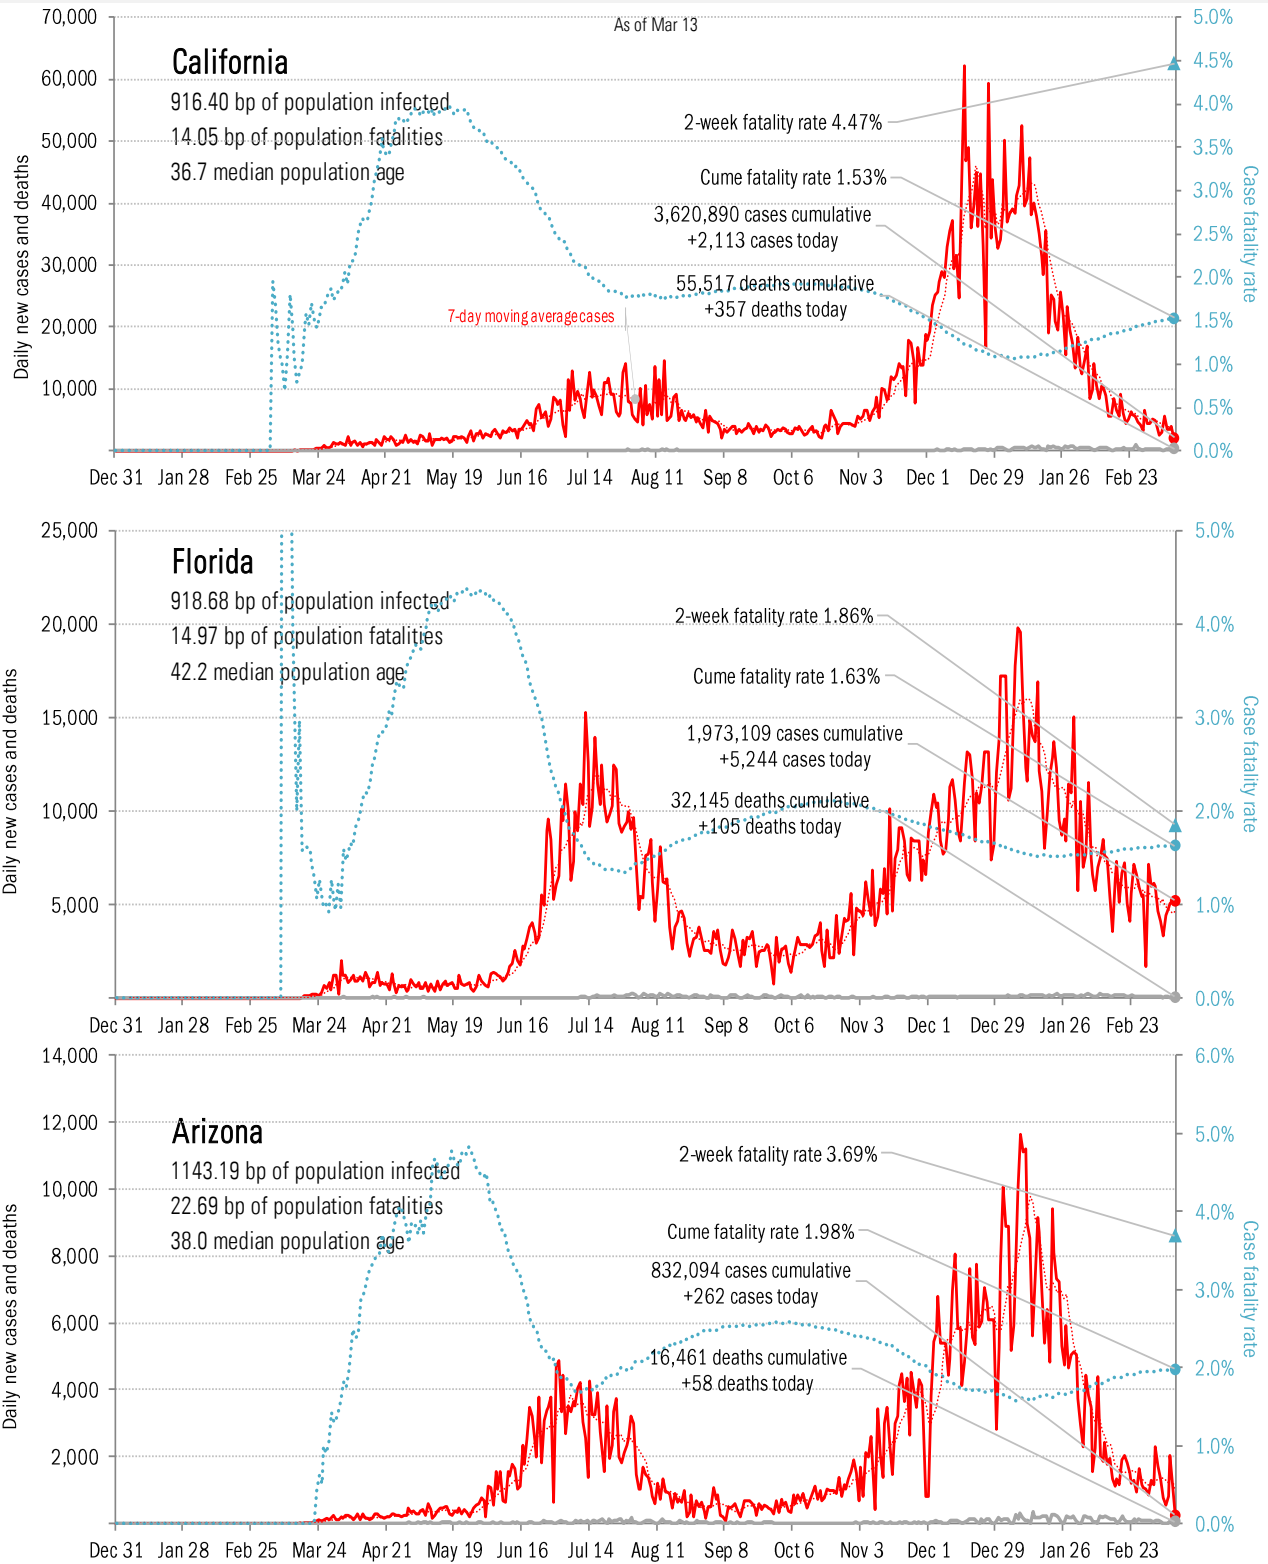 As of Mar 13
70,000
60,000
50,000
40,000
30,000
20,000
10,000
Daily new cases and deaths
California
916.40 bp of population infected
14.05 bp of population fatalities
36.7 median population age
2-week fatality rate 4.47%
Cume fatality rate 1.53%
3,620,890 cases cumulative
+2,113 cases today
55,517 deaths cumulative
+357 deaths today
7-day moving average cases
5.0%
4.5%
4.0%
3.5%
3.0%
2.5%
2.0%
1.5%
1.0%
0.5%
0.0%
Case fatality rate
Dec 31 Jan 28 Feb 25 Mar 24 Apr 21 May 19 Jun 16 Jul 14 Aug 11 Sep 8 Oct 6 Nov 3 Dec 1 Dec 29 Jan 26 Feb 23
25,000
20,000
15,000
10,000
5,000
Daily new cases and deaths
Florida
918.68 bp of population infected
14.97 bp of population fatalities
42.2 median population age
2-week fatality rate 1.86%
Cume fatality rate 1.63%
1,973,109 cases cumulative
+5,244 cases today
32,145 deaths cumulative
+105 deaths today
5.0%
4.0%
3.0%
2.0%
1.0%
0.0%
Case fatality rate
Dec 31 Jan 28 Feb 25 Mar 24 Apr 21 May 19 Jun 16 Jul 14 Aug 11 Sep 8 Oct 6 Nov 3 Dec 1 Dec 29 Jan 26 Feb 23
14,000
12,000
10,000
8,000
6,000
4,000
2,000
Daily new cases and deaths
Arizona
1143.19 bp of population infected
22.69 bp of population fatalities
38.0 median population age
2-week fatality rate 3.69%
Cume fatality rate 1.98%
832,094 cases cumulative
+262 cases today
16,461 deaths cumulative
+58 deaths today
6.0%
5.0%
4.0%
3.0%
2.0%
1.0%
0.0%
Case fatality rate
Dec 31 Jan 28 Feb 25 Mar 24 Apr 21 May 19 Jun 16 Jul 14 Aug 11 Sep 8 Oct 6 Nov 3 Dec 1 Dec 29 Jan 26 Feb 23